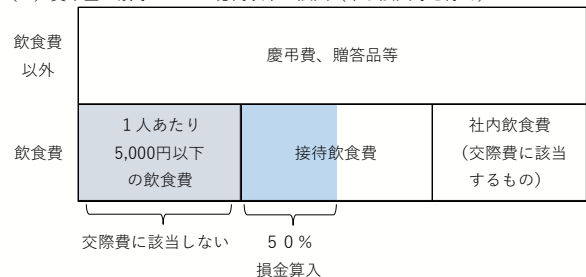 飲食費
以外
慶弔費、贈答品等
飲食費
1人あたり
5,000円以下
の飲食費
接待飲食費
社内飲食費
(交際費に該当
するもの)
交際費に該当しない
50%
損金算入